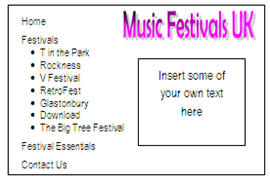 Music Festivals UK
Home
Festivals
T in the Park
Rockness
V Festival
RetroFest
Glastonbury
Download
The Big Tree Festival
Festival Essentials
Contact Us
Insert some of
your own text
here